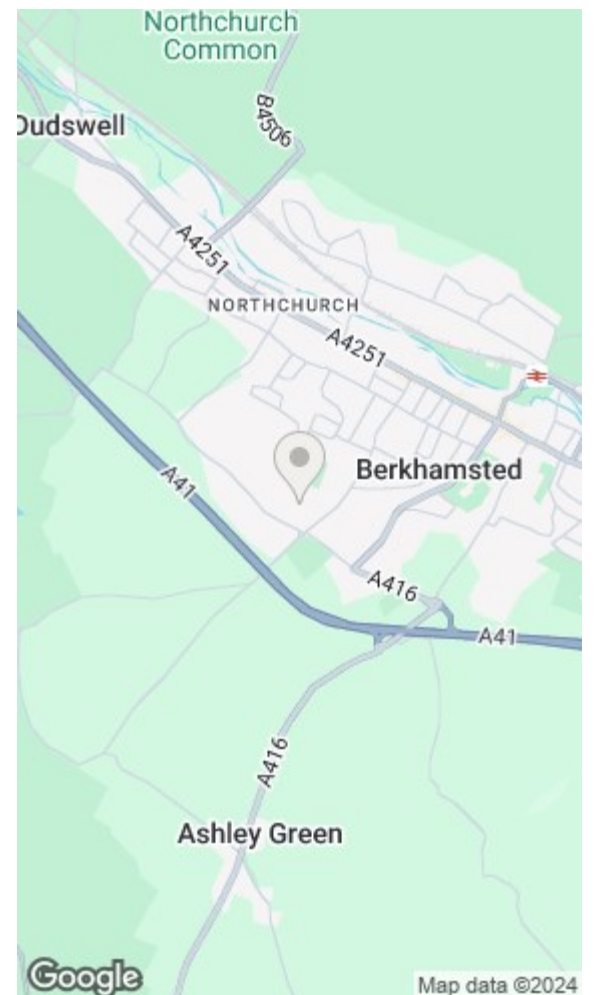 Northchurch
Common
B4506
Dudswell
A4251
NORTHCHURCH
A4251
Berkhamsted
A41
A416
A41
A416
Ashley Green
Google
Map data ©2024